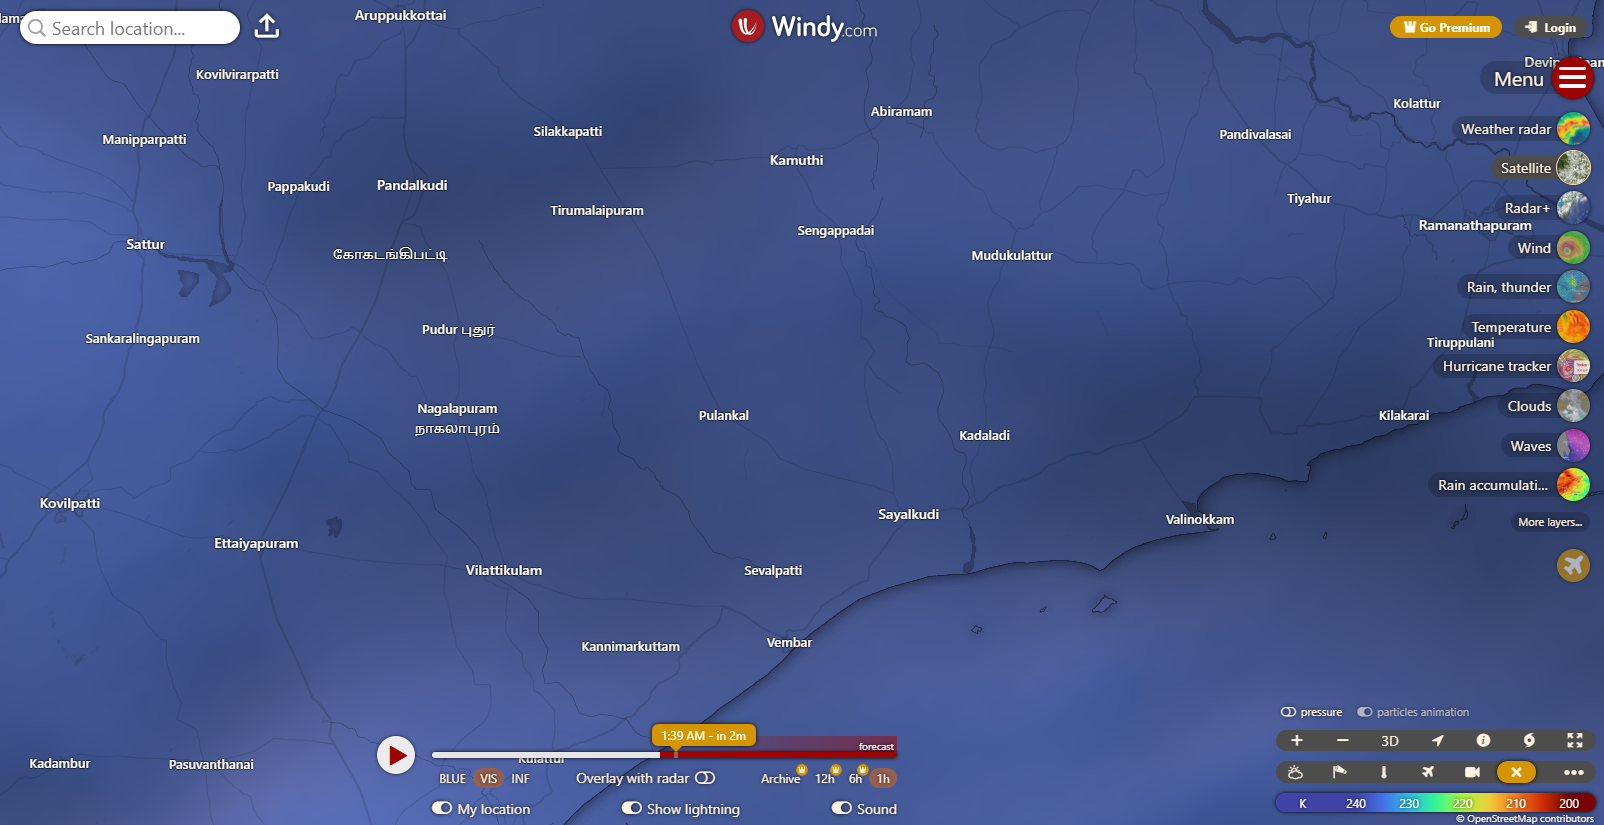 Search location...
Windy.com
Go Premium
Login
Menu
Aruppukkottai
Kovilvirarpatti
Kolattur
Abiramam
Weather radar
Silakkapatti
Pandivalasai
Manipparpatti
Kamuthi
Satellite
Pappakudi
Pandalkudi
Tiyahur
Radar+
Tirumalaipuram
Ramanathapuram
Sengappadai
Sattur
Wind
கோகடங்கிபட்டி
Mudukulattur
Rain, thunder
Temperature
Pudur புதூர்
Sankaralingapuram
Tiruppulani
Hurricane tracker
Clouds
Nagalapuram
நாகலாபுரம்
Pulankal
Kilakarai
Kadaladi
Waves
Rain accumulati...
Kovilpatti
Sayalkudi
Valinokkam
More layers...
Ettaiyapuram
Vilattikulam
Sevalpatti
Kannimarkuttam
Vembar
pressure
particles animation
1:39 AM - in 2m
forecast
3D
Kadambur
Pasuvanthanai
BLUE VIS INF
Overlay with radar
Archive 12h 6h 1h
My location
Show lightning
Sound
K 240 230 220 210 200
© OpenStreetMap contributors